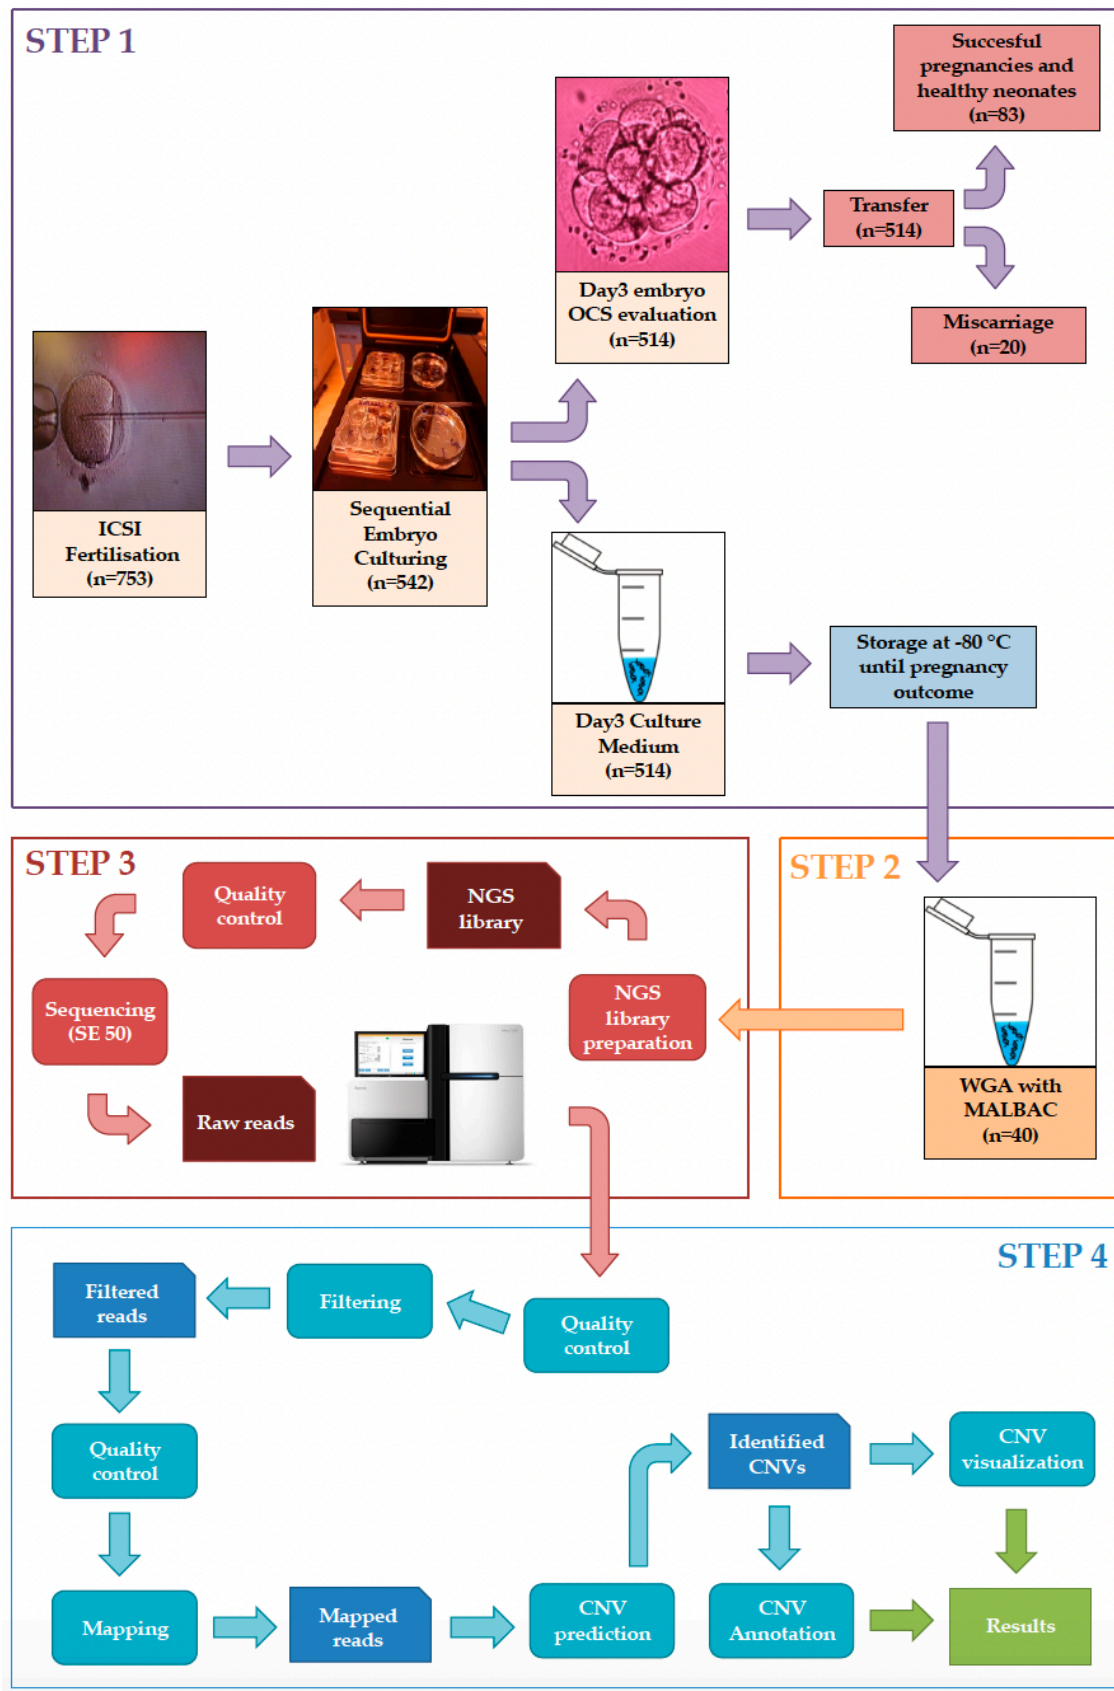 STEP 1
Succesful
pregnancies and
healthy neonates
(n=83)
Transfer
(n=514)
Day3 embryo
OCS evaluation
(n=514)
Miscarriage
(n=20)
ICSI
Fertilisation
(n=753)
Sequential
Embryo
Culturing
(n=542)
Storage at -80 °C
until pregnancy
outcome
Day3 Culture
Medium
(n=514)
STEP 2
WGA with
MALBAC
(n=40)
STEP 3
NGS
library
preparation
NGS
library
Quality
control
Sequencing
(SE 50)
Raw reads
STEP 4
Quality
control
Filtering
Filtered
reads
Quality
control
Mapping
Mapped
reads
CNV
prediction
Identified
CNVs
CNV
visualization
CNV
Annotation
Results